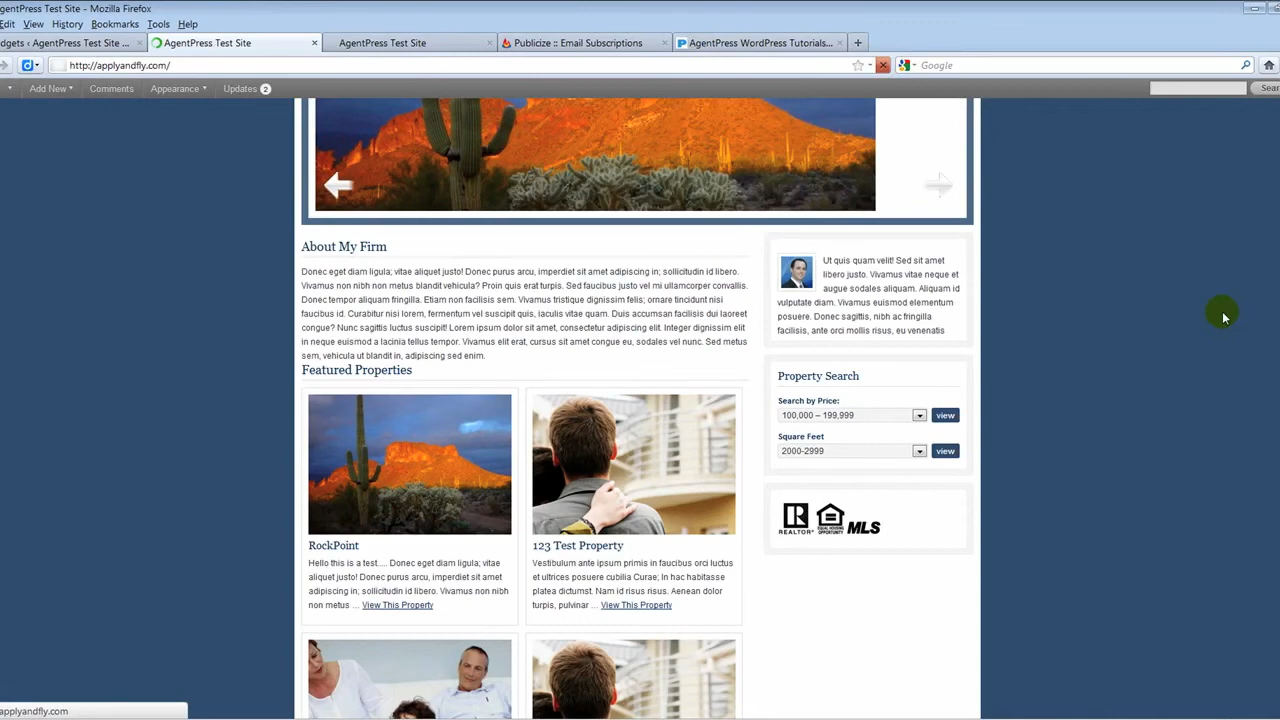 AgentPress Test Site - Mozilla Firefox
Edit View History Bookmarks Tools Help
dgets ‹ AgentPress Test Site ... AgentPress Test Site AgentPress Test Site Publicize :: Email Subscriptions AgentPress WordPress Tutorials...
http://applyandfly.com/ Google
Add New Comments Appearance Updates 2 Sear
About My Firm
Donec eget diam ligula; vitae aliquet justo! Donec purus arcu, imperdiet sit amet adipiscing in; sollicitudin id libero.
Vivamus non nibh non metus blandit vehicula? Proin quis erat turpis. Sed faucibus justo vel mi ullamcorper convallis.
Donec tempor aliquam fringilla. Etiam non facilisis sem. Vivamus tristique dignissim felis; ornare tincidunt nisi
faucibus id. Curabitur nisi lorem, fermentum vel suscipit quis, iaculis vitae quam. Duis accumsan facilisis dui laoreet
congue? Nunc sagittis luctus suscipit! Lorem ipsum dolor sit amet, consectetur adipiscing elit. Integer dignissim elit
in neque euismod a lacinia tellus tempor. Vivamus elit erat, cursus sit amet congue eu, sodales vel nunc. Sed metus
sem, vehicula ut blandit in, adipiscing sed enim.
Featured Properties
RockPoint
Hello this is a test..... Donec eget diam ligula; vitae
aliquet justo! Donec purus arcu, imperdiet sit amet
adipiscing in; sollicitudin id libero. Vivamus non nibh
non metus ... View This Property
123 Test Property
Vestibulum ante ipsum primis in faucibus orci luctus
et ultrices posuere cubilia Curae; In hac habitasse
platea dictumst. Nam id risus risus. Aenean dolor
turpis, pulvinar ... View This Property
Ut quis quam velit! Sed sit amet
libero justo. Vivamus vitae neque et
augue sodales aliquam. Aliquam id
vulputate diam. Vivamus euismod elementum
posuere. Donec sagittis, nibh ac fringilla
facilisis, ante orci mollis risus, eu venenatis
Property Search
Search by Price:
100,000 – 199,999 view
Square Feet
2000-2999 view
REALTOR EQUAL HOUSING OPPORTUNITY MLS
applyandfly.com